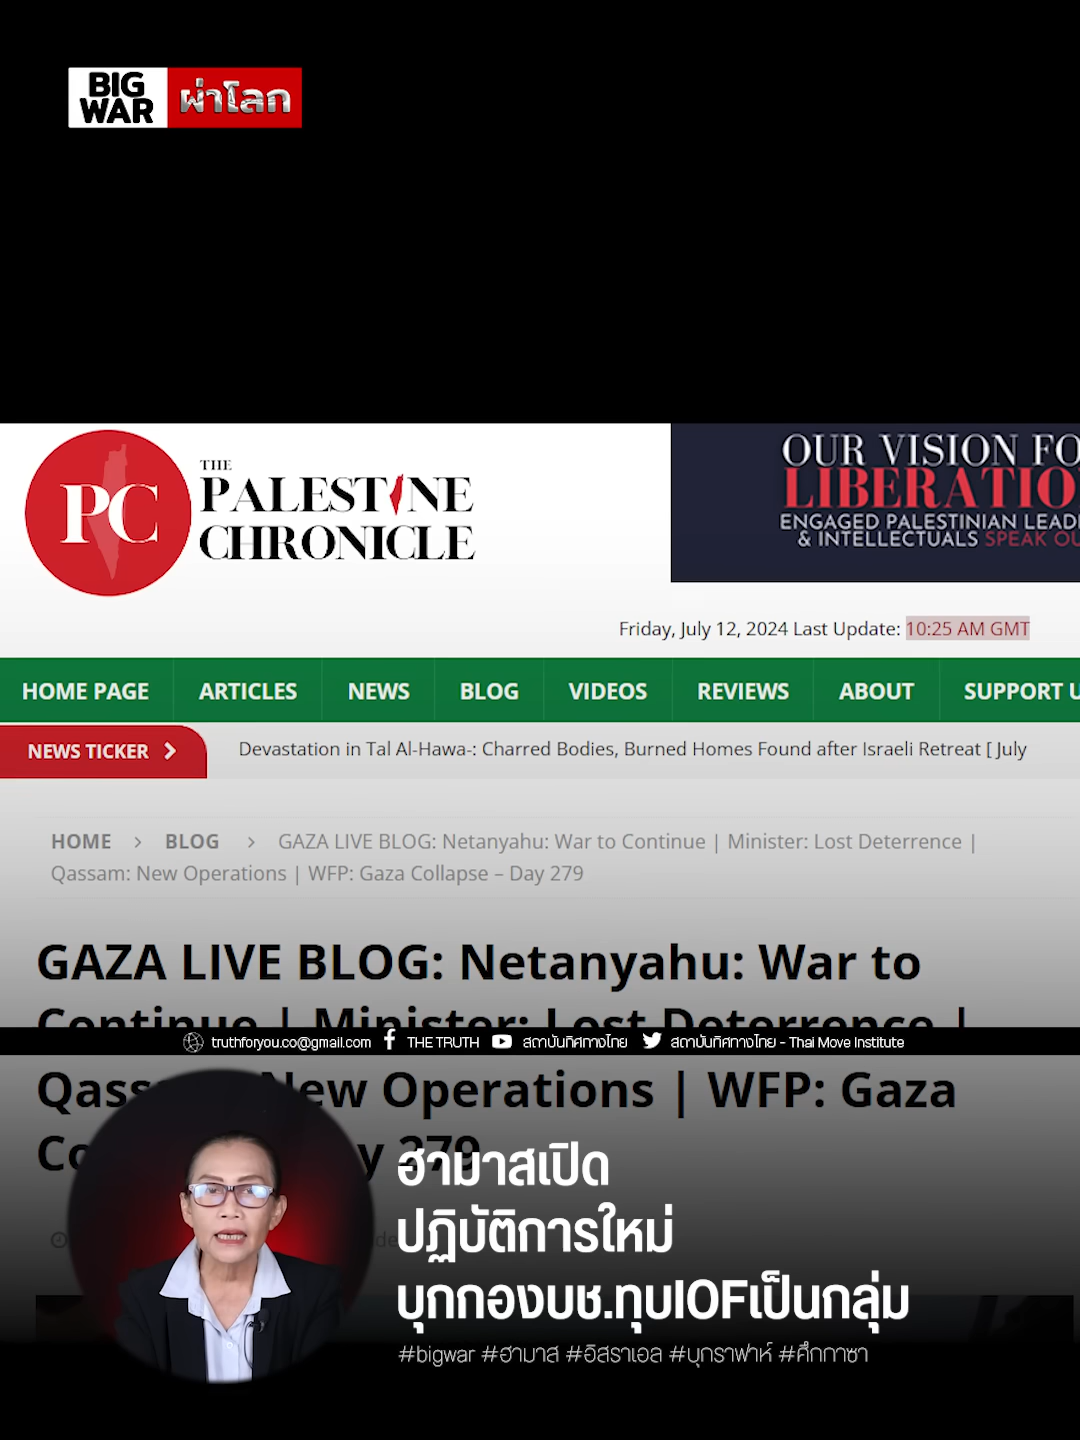 BIG
WAR
ผ่าโลก
PC
THE
PALESTINE
CHRONICLE
OUR VISION FO
LIBERATIO
ENGAGED PALESTINIAN LEAD
& INTELLECTUALS SPEAK OU
Friday, July 12, 2024 Last Update: 10:25 AM GMT
HOME PAGE ARTICLES NEWS BLOG VIDEOS REVIEWS ABOUT SUPPORT U
NEWS TICKER
Devastation in Tal Al-Hawa-: Charred Bodies, Burned Homes Found after Israeli Retreat [ July
HOME > BLOG > GAZA LIVE BLOG: Netanyahu: War to Continue | Minister: Lost Deterrence |
Qassam: New Operations | WFP: Gaza Collapse – Day 279
GAZA LIVE BLOG: Netanyahu: War to
Continue | Minister: Lost Deterrence |
truthforyou.co@gmail.com THE TRUTH สถาบันทิศทางไทย สถาบันทิศทางไทย - Thai Move Institute
Qas New Operations | WFP: Gaza
Co y 279
ฮามาสเปิด
ปฏิบัติการใหม่
บุกกองบช.ทุบIOFเป็นกลุ่ม
#bigwar #ฮามาส #อิสราเอล #บุกราฟาห์ #ศึกกาซา